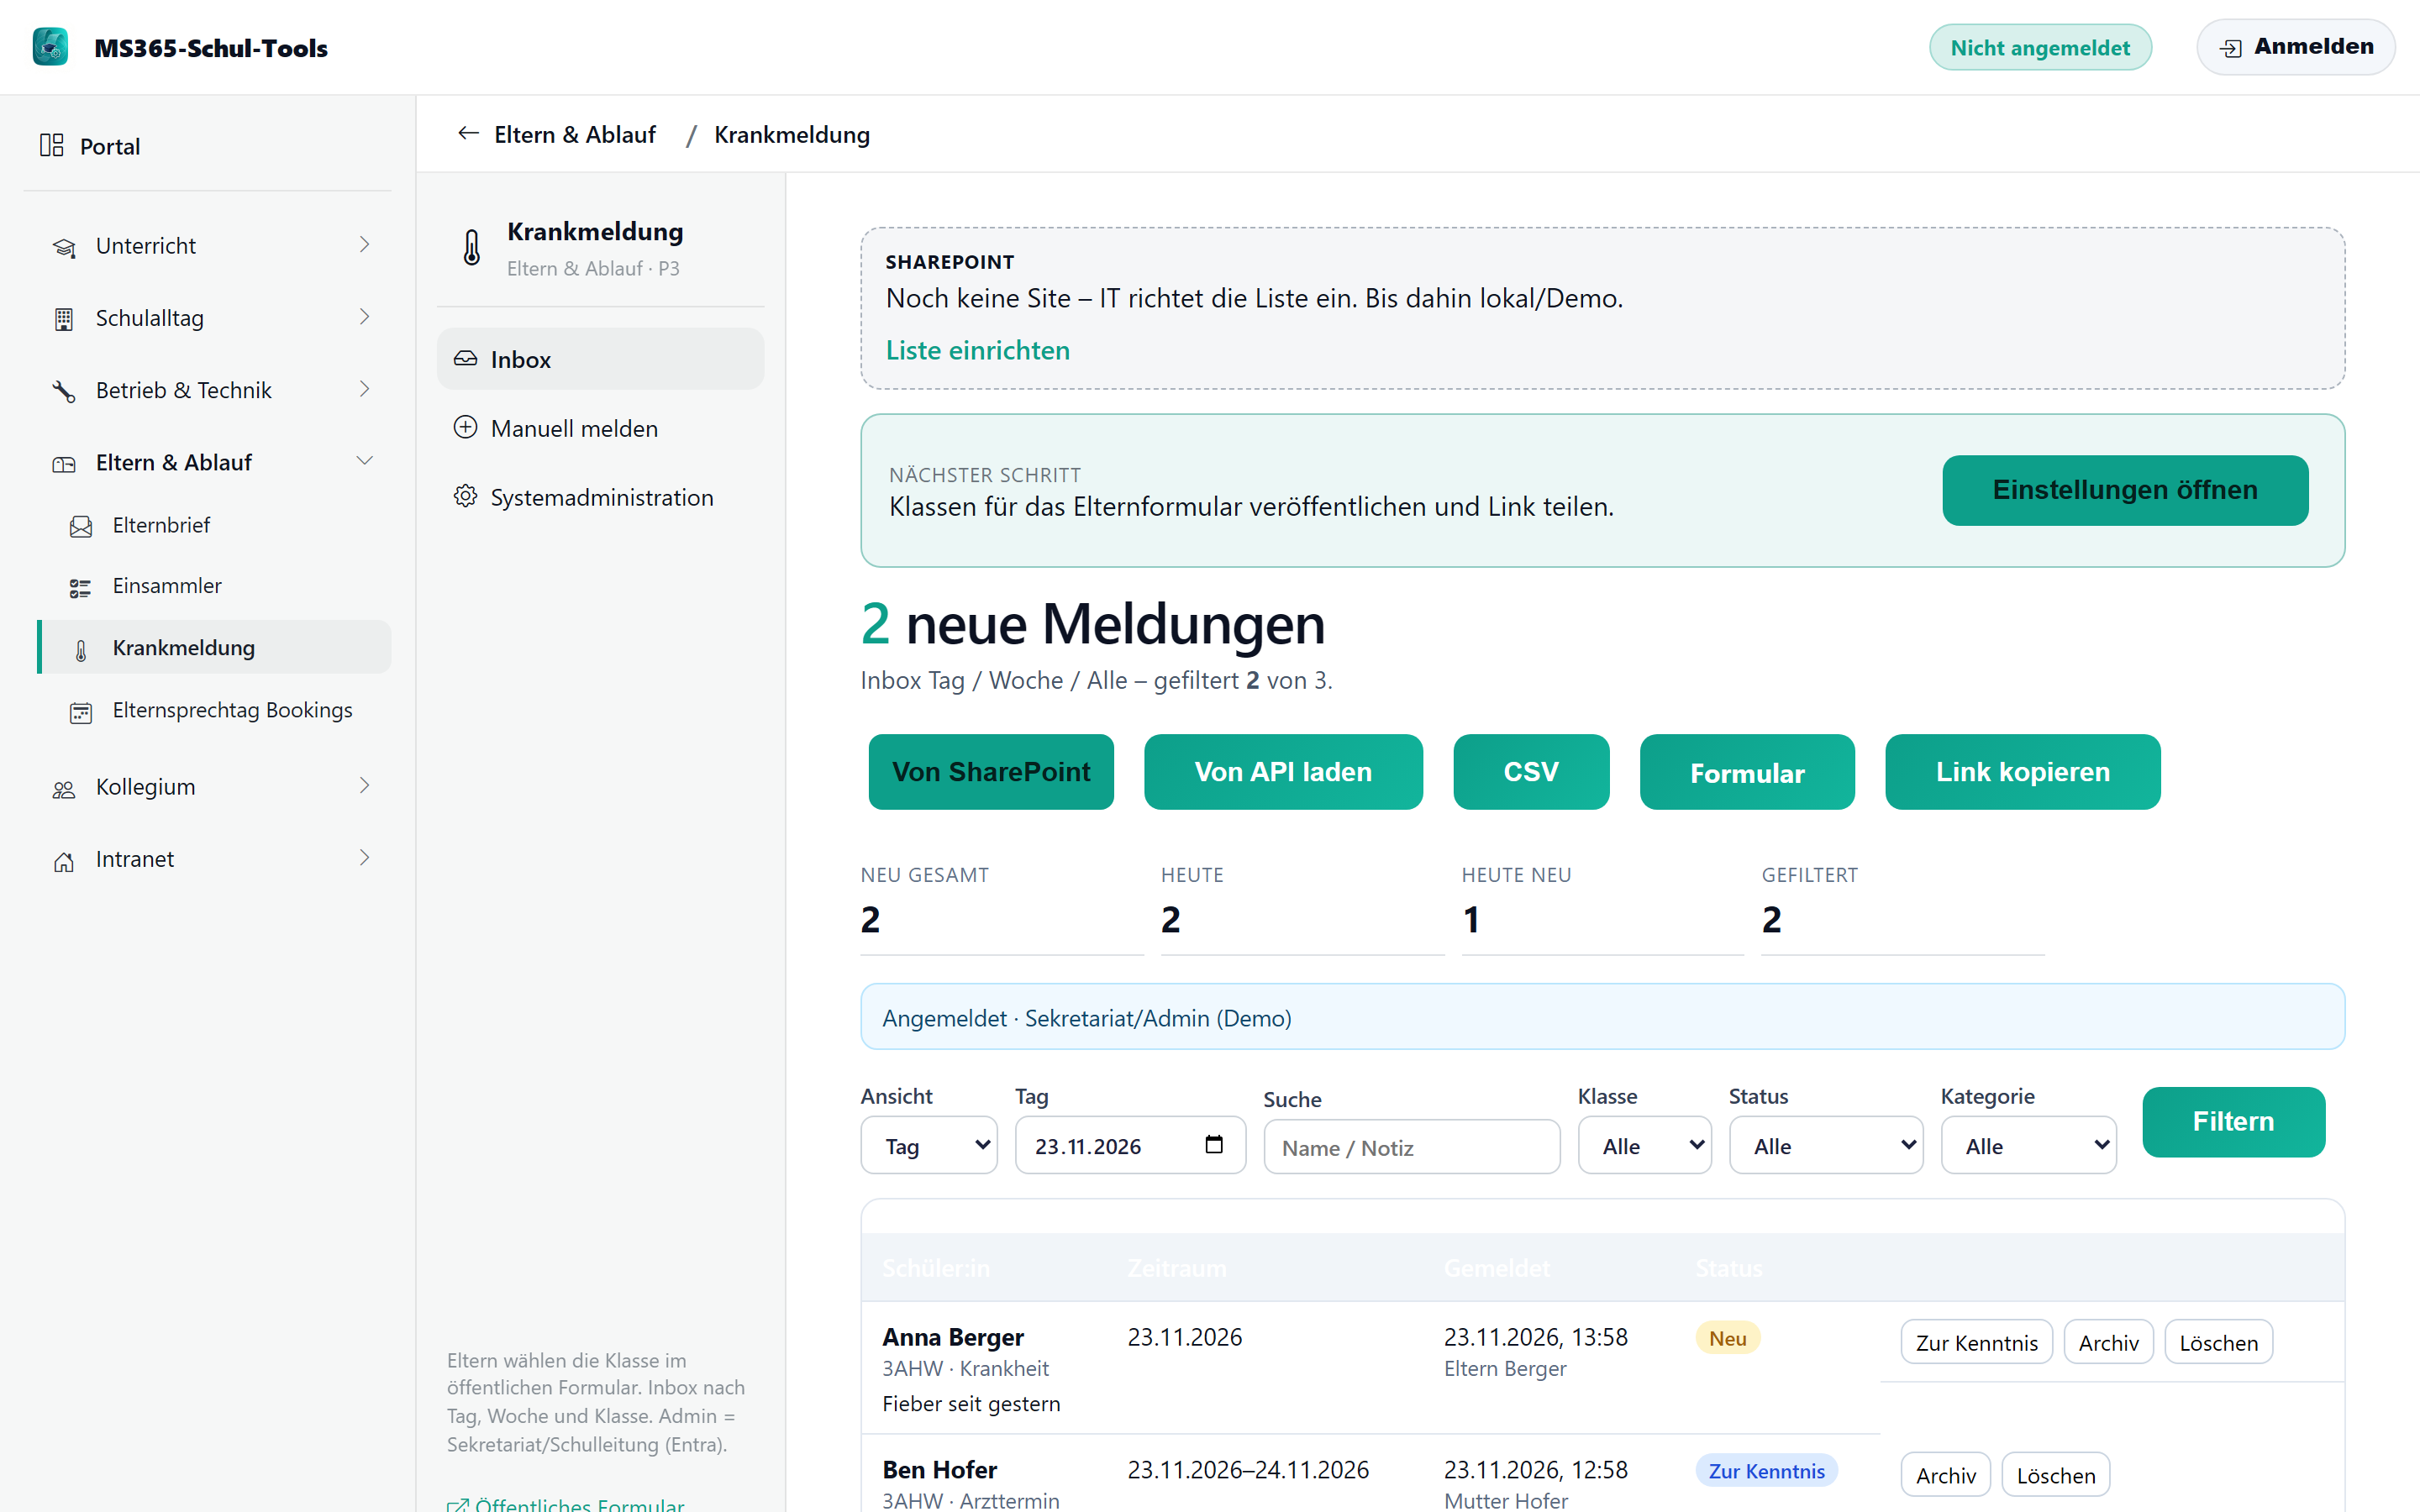 MS365-Schul-Tools
Nicht angemeldet
Anmelden
Portal
Unterricht
Schulalltag
Betrieb & Technik
Eltern & Ablauf
Elternbrief
Einsammler
Krankmeldung
Elternsprechtag Bookings
Kollegium
Intranet
Eltern & Ablauf / Krankmeldung
Krankmeldung
Eltern & Ablauf · P3
Inbox
Manuell melden
Systemadministration
Eltern wählen die Klasse im
öffentlichen Formular. Inbox nach
Tag, Woche und Klasse. Admin =
Sekretariat/Schulleitung (Entra).
Öffentliches Formular
SHAREPOINT
Noch keine Site – IT richtet die Liste ein. Bis dahin lokal/Demo.
Liste einrichten
NÄCHSTER SCHRITT
Klassen für das Elternformular veröffentlichen und Link teilen.
Einstellungen öffnen
2 neue Meldungen
Inbox Tag / Woche / Alle – gefiltert 2 von 3.
Von SharePoint Von API laden CSV Formular Link kopieren
NEU GESAMT HEUTE HEUTE NEU GEFILTERT
2 2 1 2
Angemeldet · Sekretariat/Admin (Demo)
Ansicht Tag Suche Klasse Status Kategorie
Tag 23.11.2026 Name / Notiz Alle Alle Alle Filtern
Schüler:in Zeitraum Gemeldet Status
Anna Berger 23.11.2026 23.11.2026, 13:58 Neu Zur Kenntnis Archiv Löschen
3AHW · Krankheit Eltern Berger
Fieber seit gestern
Ben Hofer 23.11.2026–24.11.2026 23.11.2026, 12:58 Zur Kenntnis Archiv Löschen
3AHW · Arzttermin Mutter Hofer